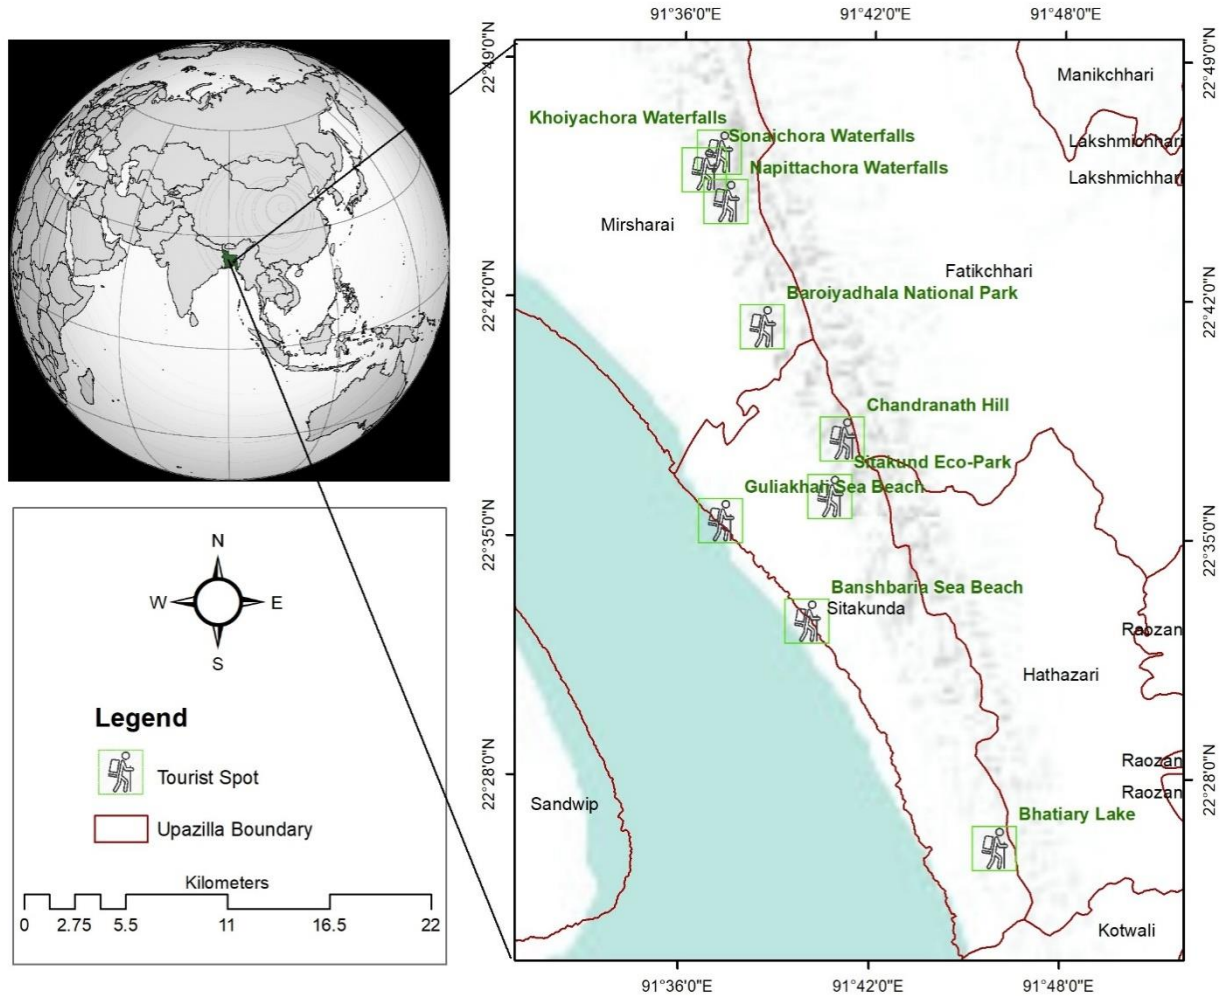 91°36'0"E
91°42'0"E
91°48'0"E
22°49'0"N
22°49'0"N
Manikchhari
Khoiyachora Waterfalls
Sonaichora Waterfalls
Lakshmichhari
Napittachora Waterfalls
Lakshmichhari
Mirsharai
Fatikchhari
Baroiyadhala National Park
22°42'0"N
22°42'0"N
Chandranath Hill
Sitakund Eco-Park
Guliakhali Sea Beach
22°35'0"N
22°35'0"N
Banshbaria Sea Beach
Sitakunda
Raozan
Hathazari
22°28'0"N
22°28'0"N
Raozan
Raozan
Sandwip
Bhatiary Lake
Kotwali
91°36'0"E
91°42'0"E
91°48'0"E
N
W
E
S
Legend
Tourist Spot
Upazilla Boundary
Kilometers
0 2.75 5.5 11 16.5 22